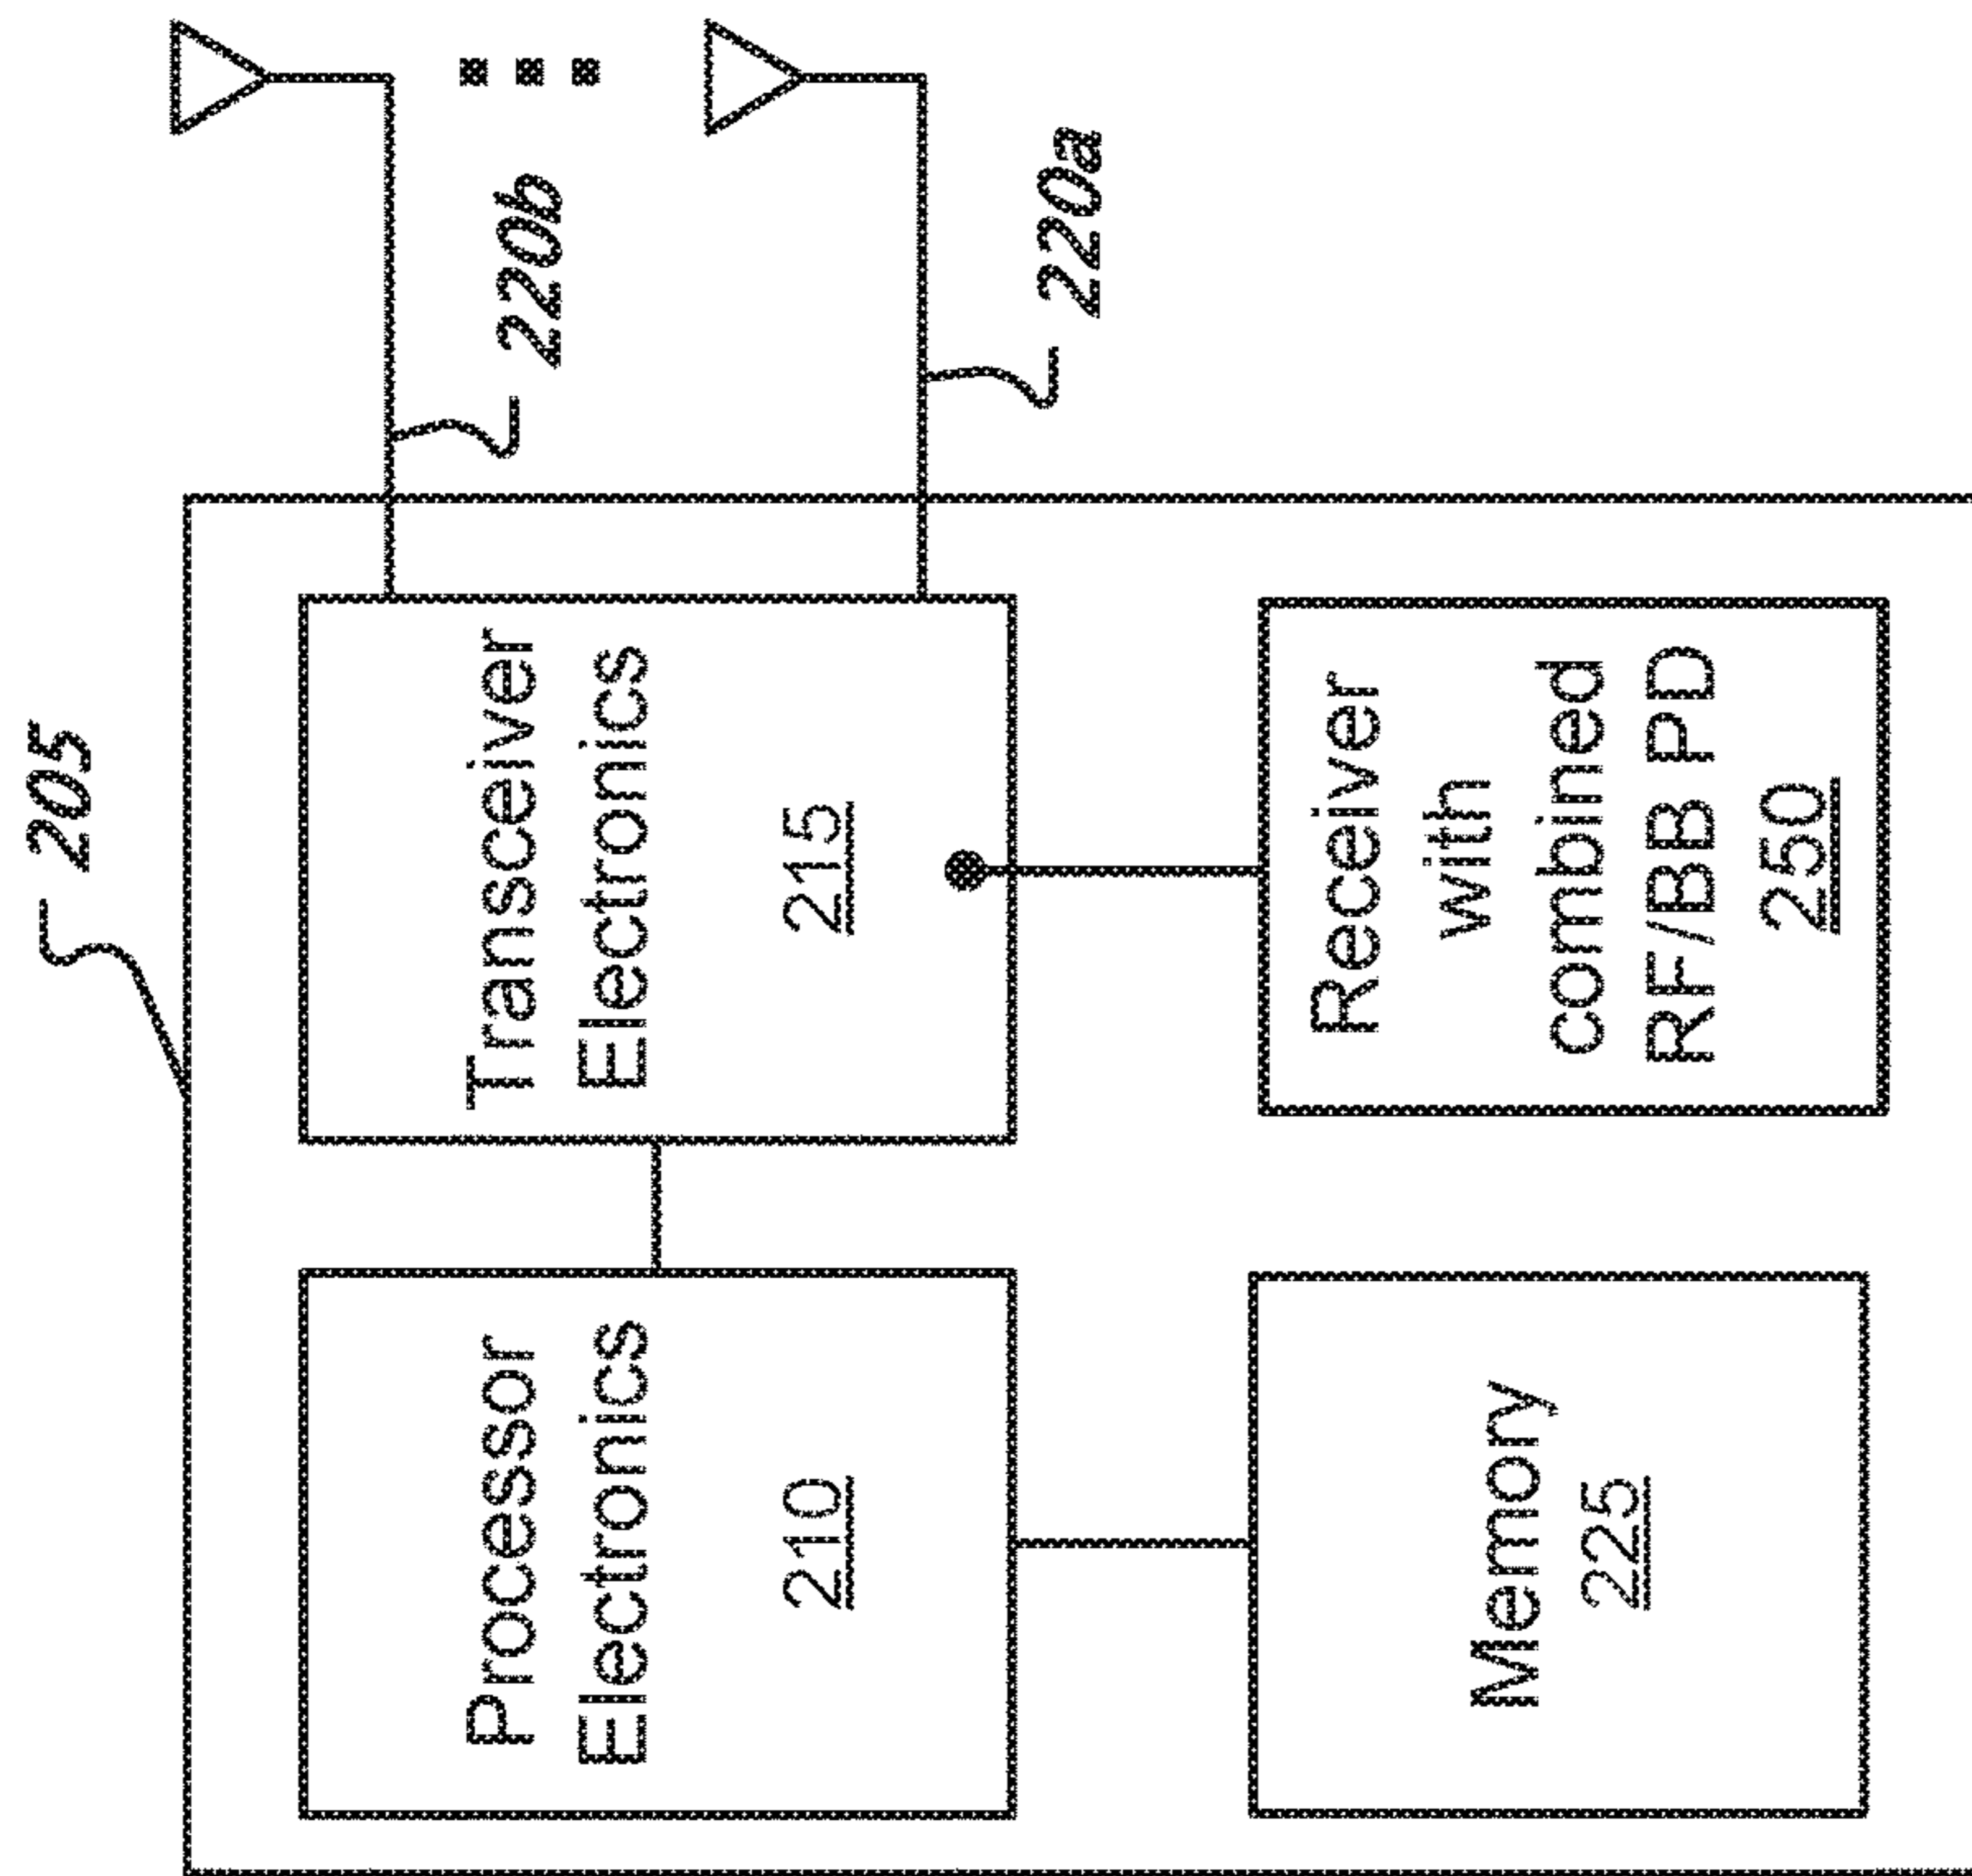 205
Processor
Electronics
210
Transceiver
Electronics
215
220b
220a
Memory
225
Receiver
with
combined
RF/BB PD
250